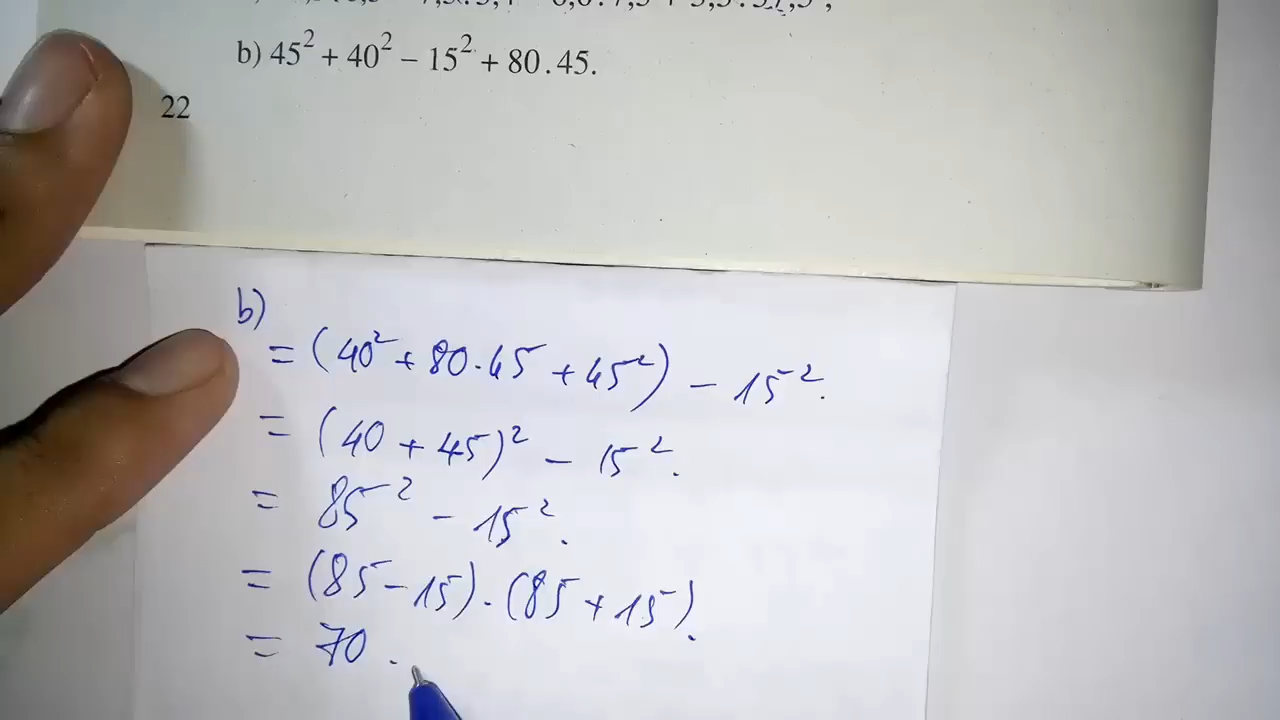 b) 45² + 40² − 15² + 80 . 45.
22
b)
= (40² + 80 . 45 + 45²) − 15².
= (40 + 45)² − 15².
= 85² − 15².
= (85 − 15) . (85 + 15).
= 70 .